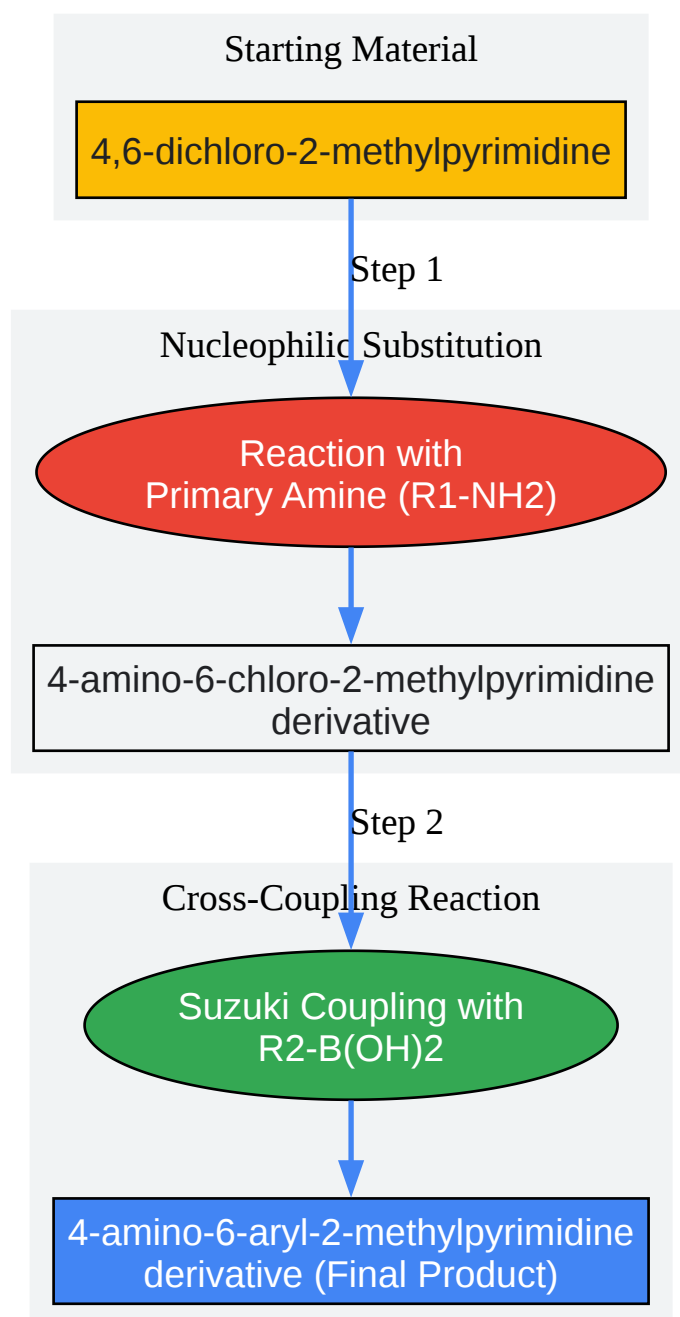 Starting Material
4,6-dichloro-2-methylpyrimidine
Step 1
Nucleophilic Substitution
Reaction with
Primary Amine (R1-NH2)
4-amino-6-chloro-2-methylpyrimidine
derivative
Step 2
Cross-Coupling Reaction
Suzuki Coupling with
R2-B(OH)2
4-amino-6-aryl-2-methylpyrimidine
derivative (Final Product)